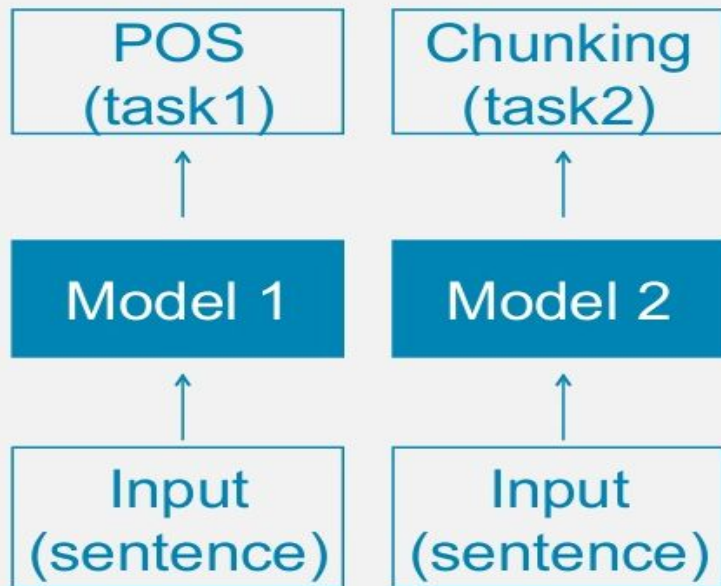 POS
(task1)
Chunking
(task2)
Model 1
Model 2
Input
(sentence)
Input
(sentence)